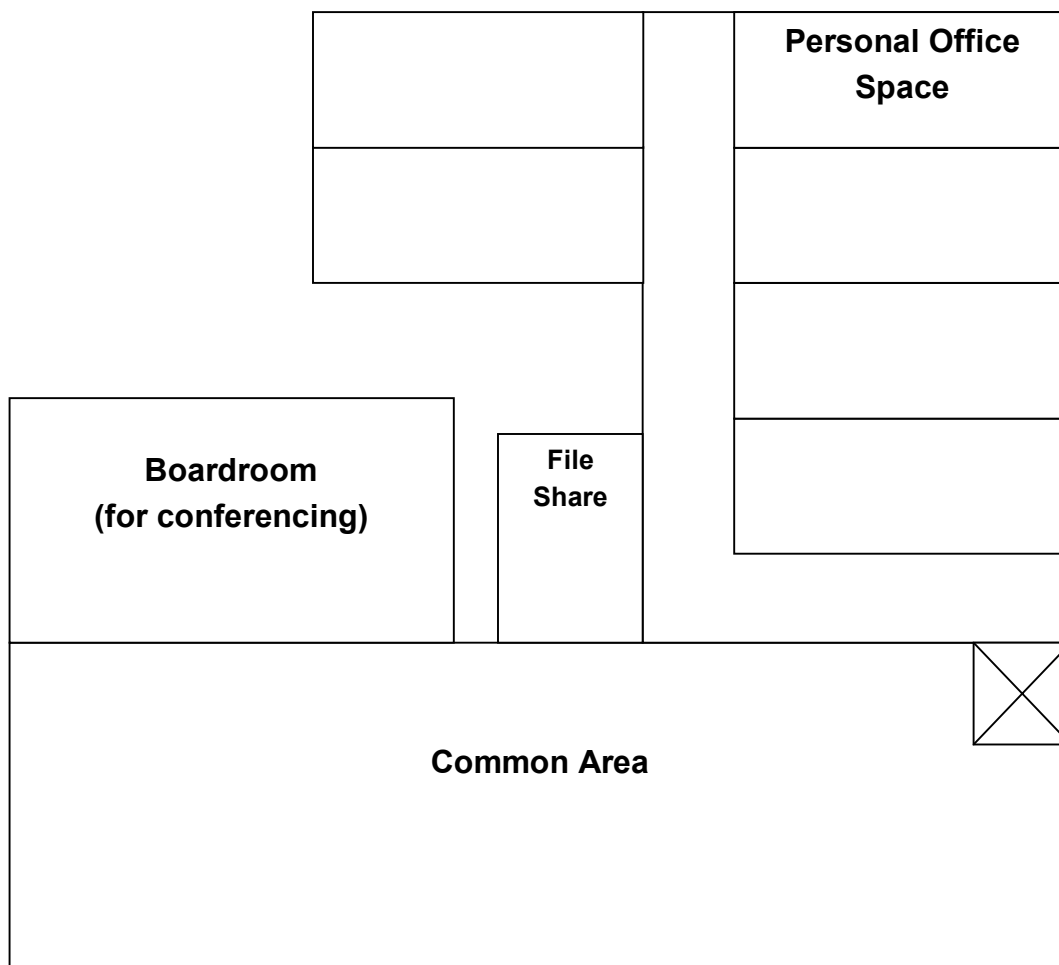 Personal Office
Space
Boardroom
(for conferencing)
File
Share
Common Area